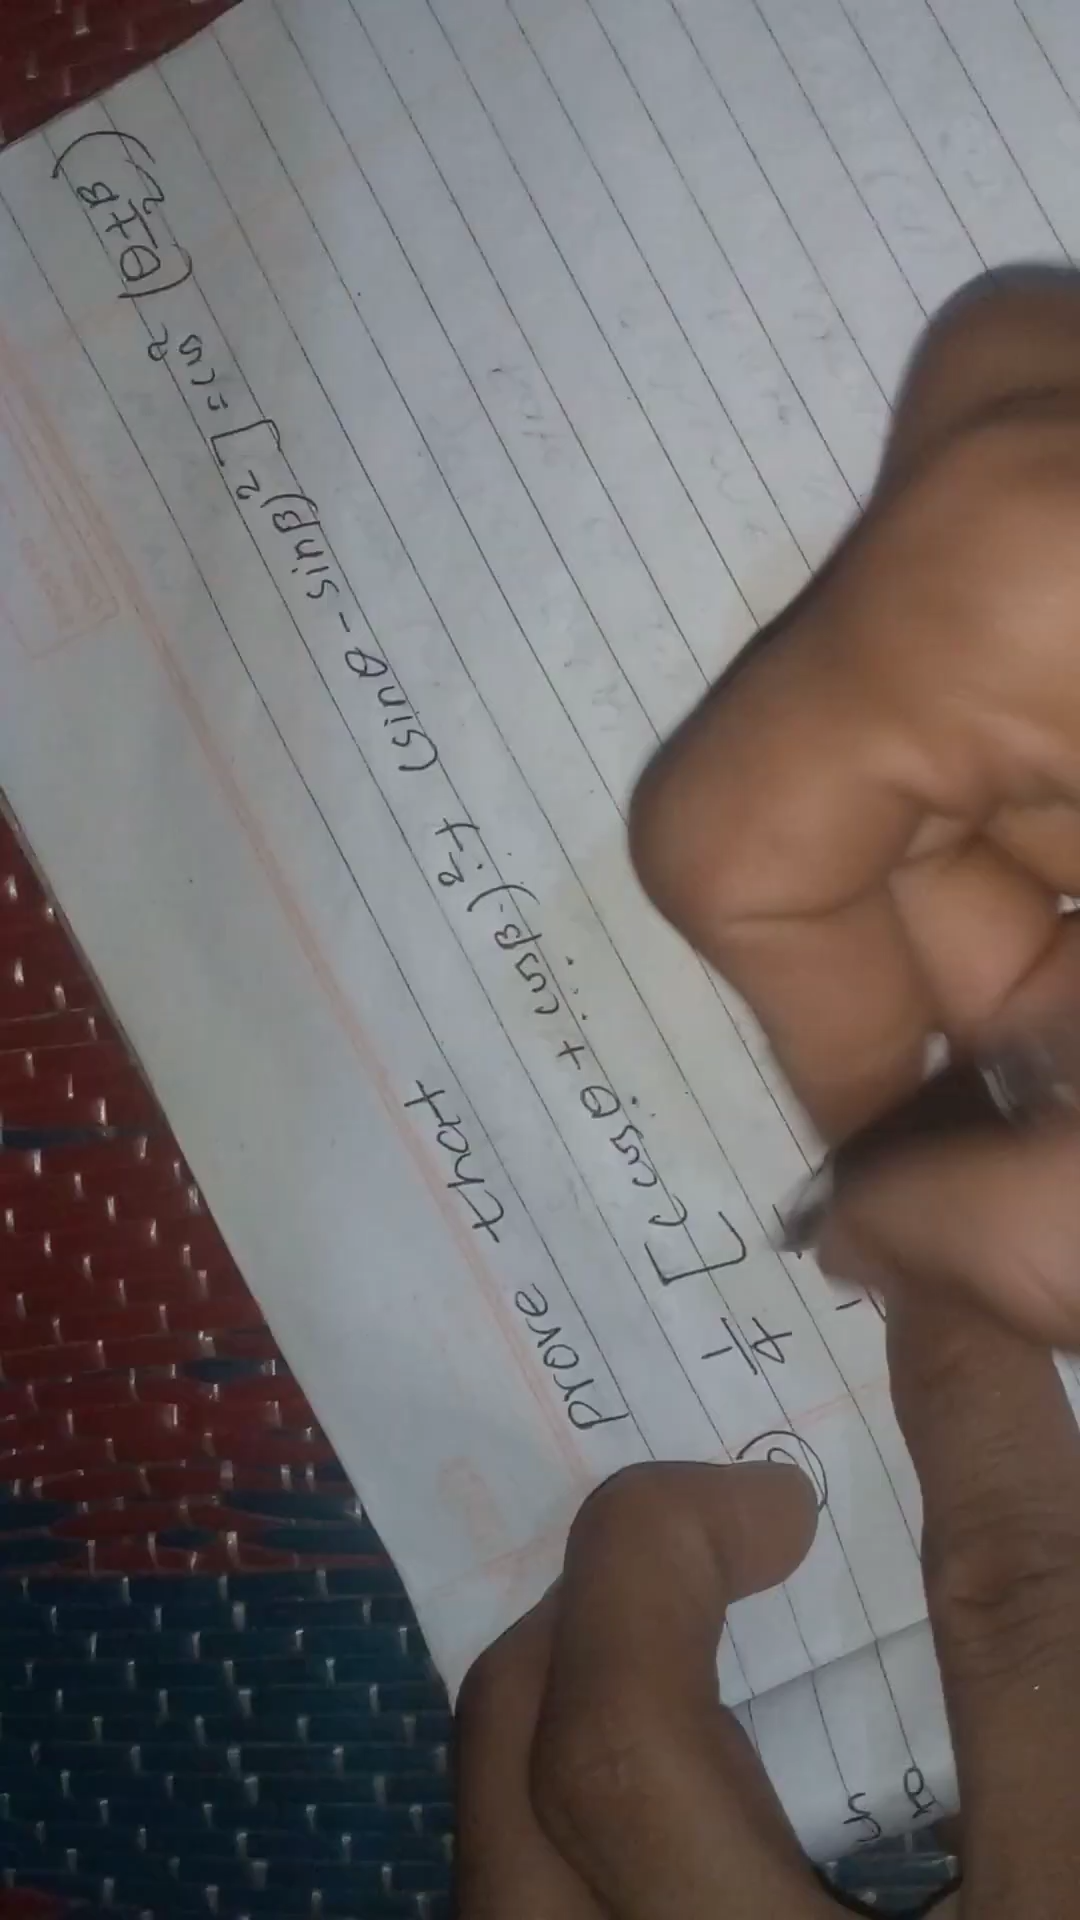 prove that
1/4 [(cosθ + cosβ)² + (sinθ - sinβ)²] = cos² (θ+β/2)